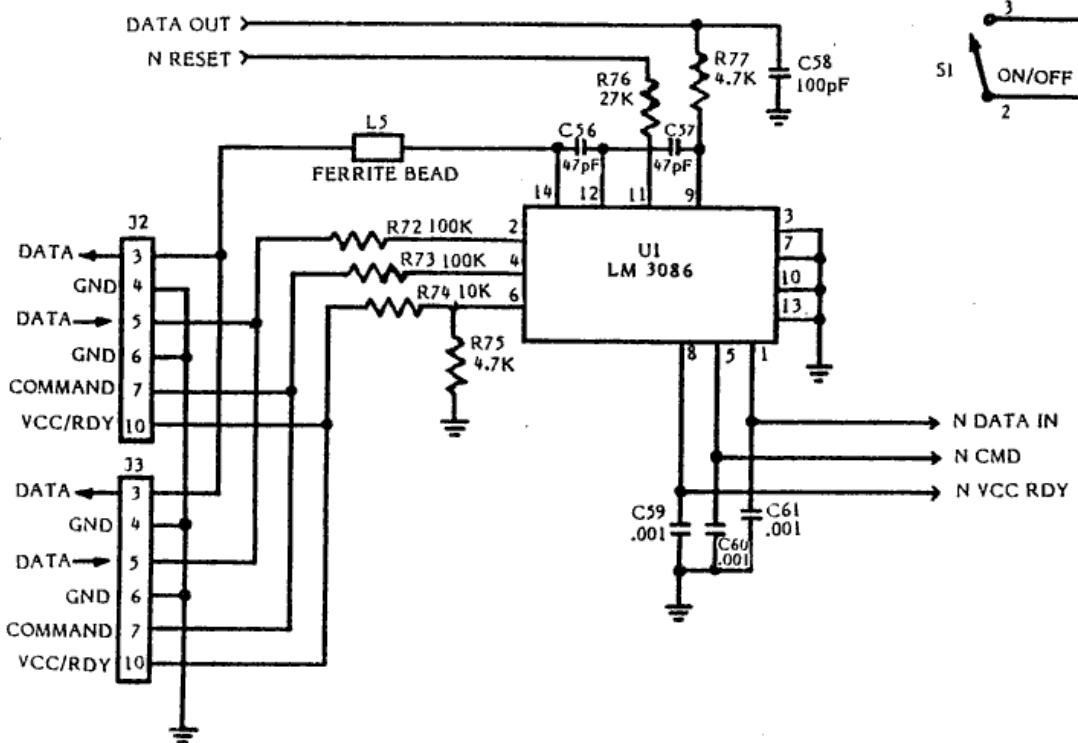 DATA OUT
N RESET
R76
27K
R77
4.7K
C58
100pF
3
S1
ON/OFF
2
L5
FERRITE BEAD
C56
47pF
C57
47pF
14
12
11
9
J2
DATA
3
GND
4
DATA
5
GND
6
COMMAND
7
VCC/RDY
10
R72 100K
R73 100K
R74 10K
R75
4.7K
2
4
6
U1
LM 3086
3
7
10
13
8
5
1
N DATA IN
N CMD
N VCC RDY
C59
.001
C60
.001
C61
.001
J3
DATA
3
GND
4
DATA
5
GND
6
COMMAND
7
VCC/RDY
10